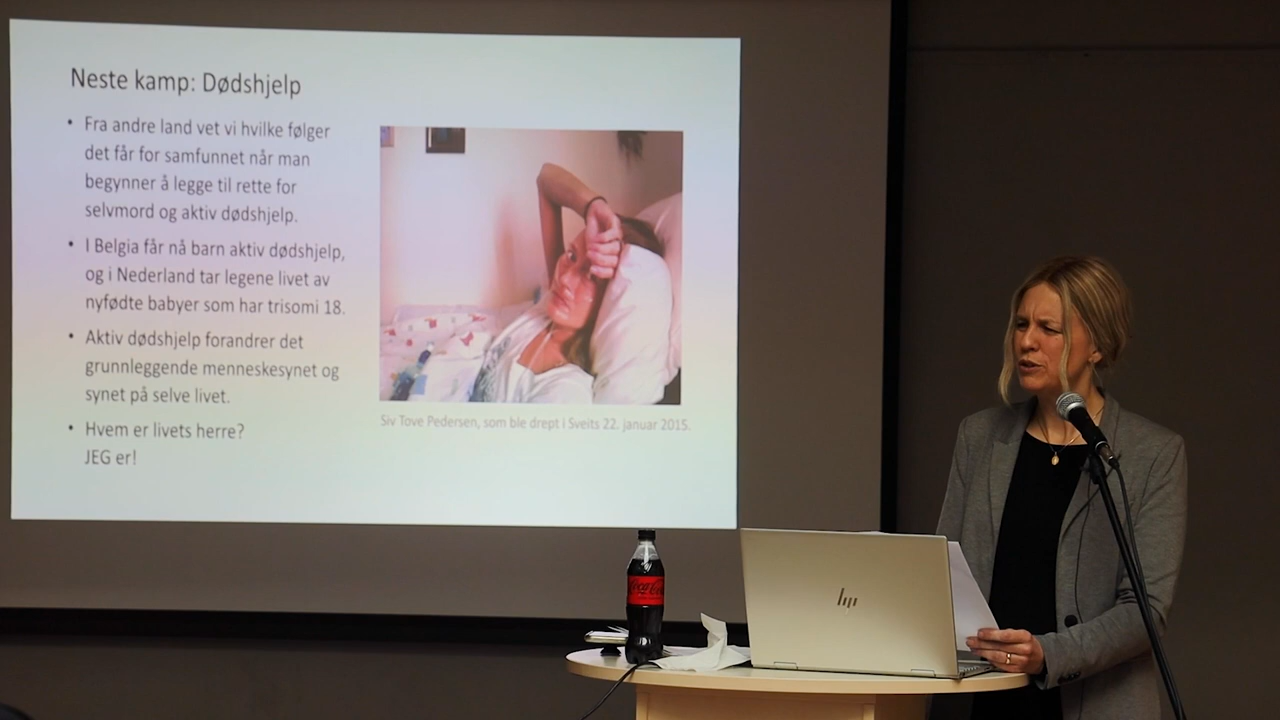 Neste kamp: Dødshjelp
• Fra andre land vet vi hvilke følger
det får for samfunnet når man
begynner å legge til rette for
selvmord og aktiv dødshjelp.
• I Belgia får nå barn aktiv dødshjelp,
og i Nederland tar legene livet av
nyfødte babyer som har trisomi 18.
• Aktiv dødshjelp forandrer det
grunnleggende menneskesynet og
synet på selve livet.
• Hvem er livets herre?
JEG er!
Siv Tove Pedersen, som ble drept i Sveits 22. januar 2015.
Coca-Cola
hp